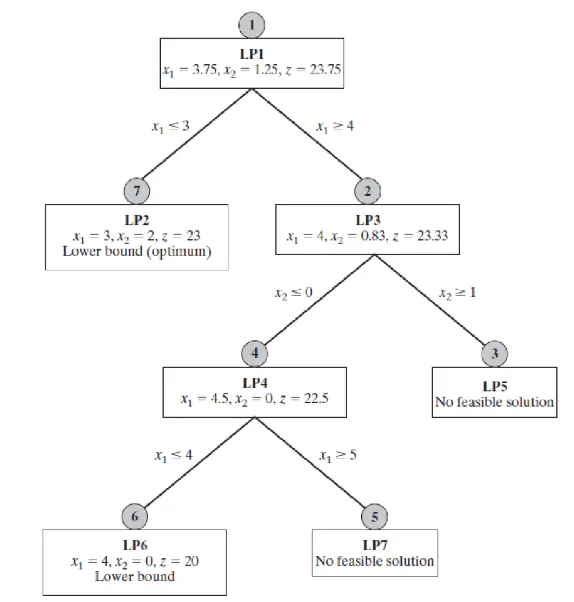 1
LP1
x₁ = 3.75, x₂ = 1.25, z = 23.75
x₁ ≤ 3
x₁ ≥ 4
7
LP2
x₁ = 3, x₂ = 2, z = 23
Lower bound (optimum)
2
LP3
x₁ = 4, x₂ = 0.83, z = 23.33
x₂ ≤ 0
x₂ ≥ 1
4
LP4
x₁ = 4.5, x₂ = 0, z = 22.5
3
LP5
No feasible solution
x₁ ≤ 4
x₁ ≥ 5
6
LP6
x₁ = 4, x₂ = 0, z = 20
Lower bound
5
LP7
No feasible solution